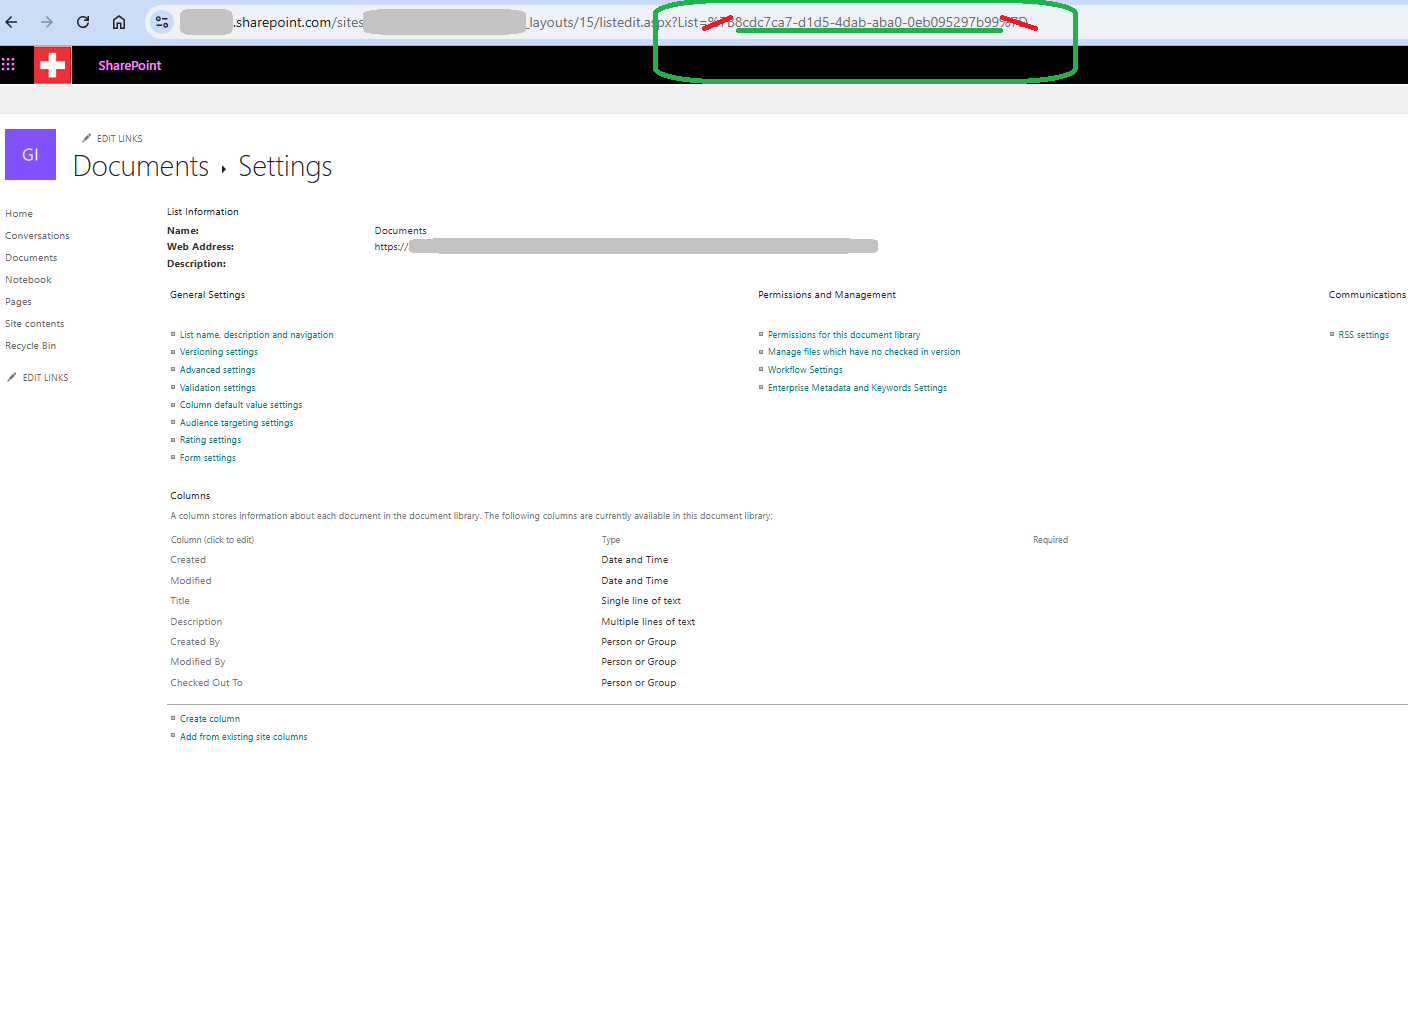 .sharepoint.com/sites _layouts/15/listedit.aspx?List=%7B8cdc7ca7-d1d5-4dab-aba0-0eb095297b99%7D
SharePoint
GI
EDIT LINKS
Documents ▸ Settings
Home
Conversations
Documents
Notebook
Pages
Site contents
Recycle Bin
EDIT LINKS
List Information
Name: Documents
Web Address: https://
Description:
General Settings Permissions and Management Communications
List name, description and navigation Permissions for this document library RSS settings
Versioning settings Manage files which have no checked in version
Advanced settings Workflow Settings
Validation settings Enterprise Metadata and Keywords Settings
Column default value settings
Audience targeting settings
Rating settings
Form settings
Columns
A column stores information about each document in the document library. The following columns are currently available in this document library:
Column (click to edit) Type Required
Created Date and Time
Modified Date and Time
Title Single line of text
Description Multiple lines of text
Created By Person or Group
Modified By Person or Group
Checked Out To Person or Group
Create column
Add from existing site columns